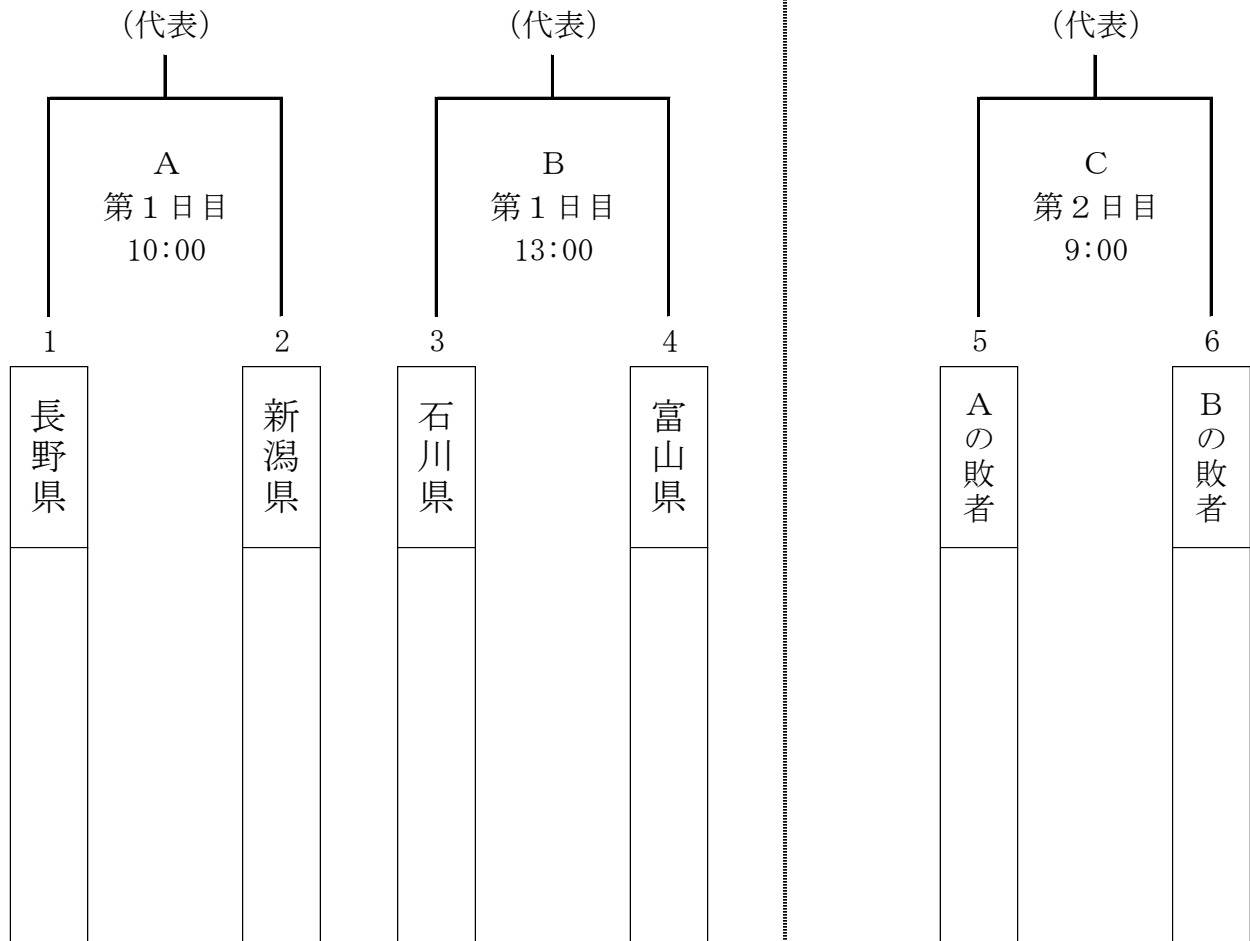 （代表）
（代表）
（代表）
A
第１日目
10:00
B
第１日目
13:00
C
第２日目
9:00
1
2
3
4
5
6
長野県
新潟県
石川県
富山県
Aの敗者
Bの敗者